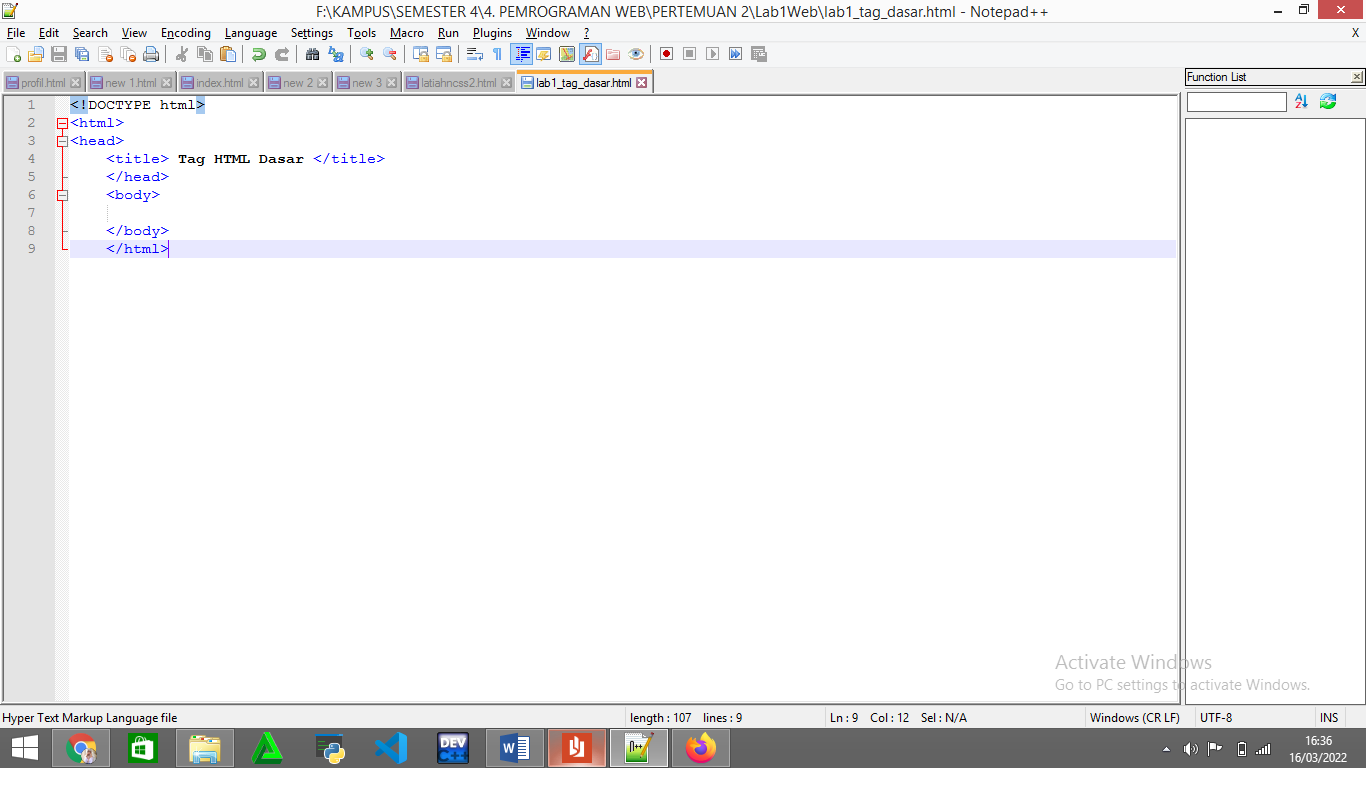 F:\KAMPUS\SEMESTER 4\4. PEMROGRAMAN WEB\PERTEMUAN 2\Lab1Web\lab1_tag_dasar.html - Notepad++
File Edit Search View Encoding Language Settings Tools Macro Run Plugins Window ? X
profil.html new 1.html index.html new 2 new 3 latiahncss2.html lab1_tag_dasar.html
Function List
1 <!DOCTYPE html>
2 <html>
3 <head>
4 <title> Tag HTML Dasar </title>
5 </head>
6 <body>
7
8 </body>
9 </html>
Activate Windows
Go to PC settings to activate Windows.
Hyper Text Markup Language file length : 107 lines : 9 Ln : 9 Col : 12 Sel : N/A Windows (CR LF) UTF-8 INS
DEV
C++
16:36
16/03/2022